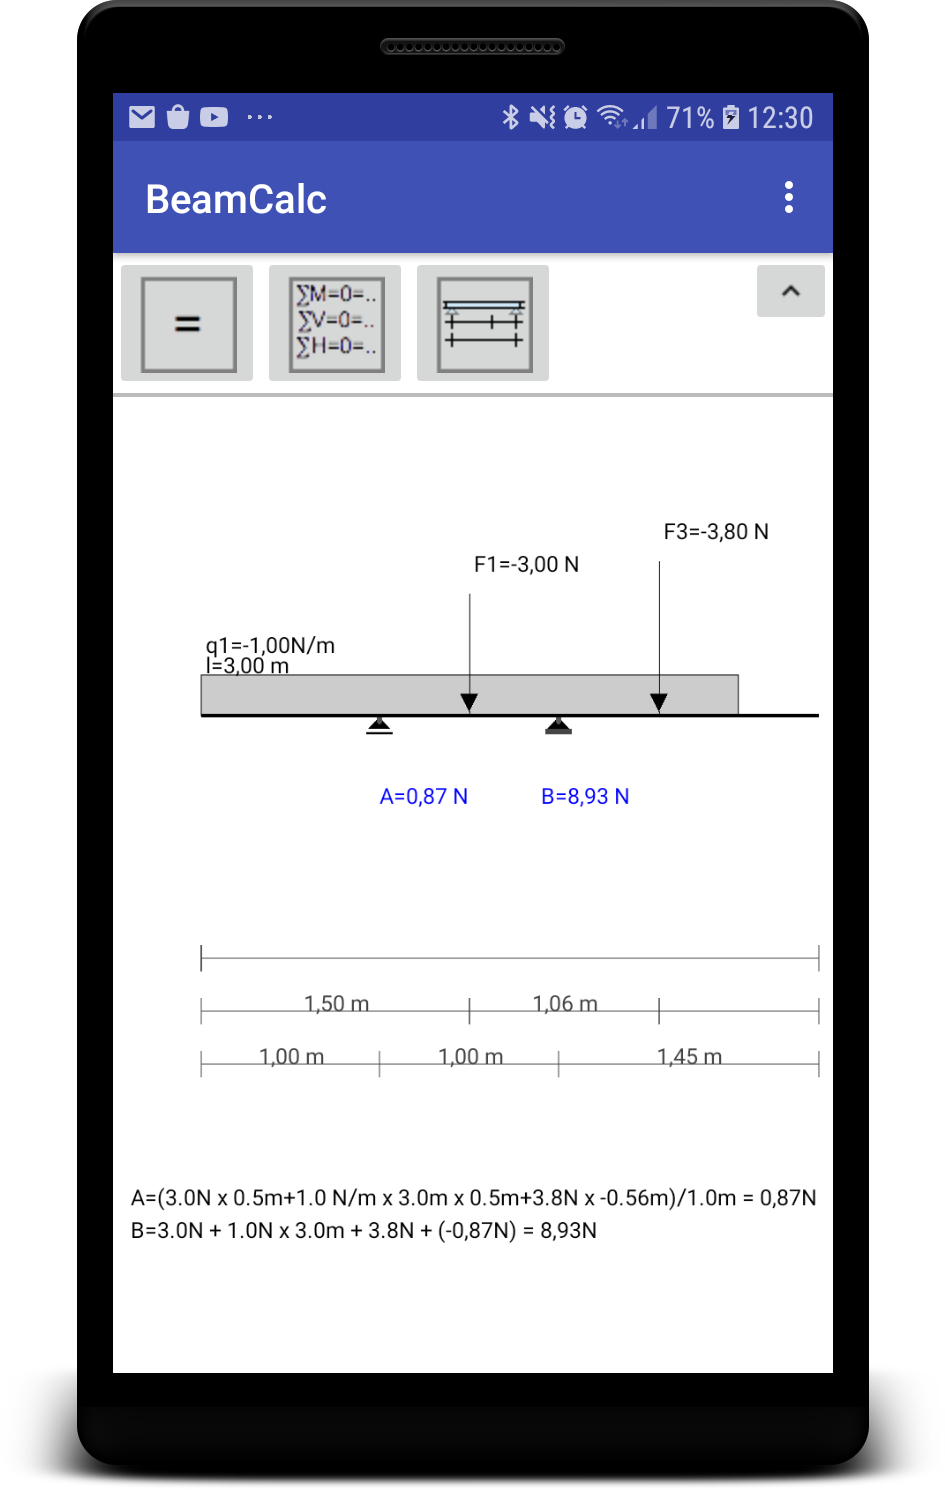 71% 12:30
BeamCalc
=
∑M=0=..
∑V=0=..
∑H=0=..
F3=-3,80 N
F1=-3,00 N
q1=-1,00N/m
l=3,00 m
A=0,87 N B=8,93 N
1,50 m 1,06 m
1,00 m 1,00 m 1,45 m
A=(3.0N x 0.5m+1.0 N/m x 3.0m x 0.5m+3.8N x -0.56m)/1.0m = 0,87N
B=3.0N + 1.0N x 3.0m + 3.8N + (-0,87N) = 8,93N